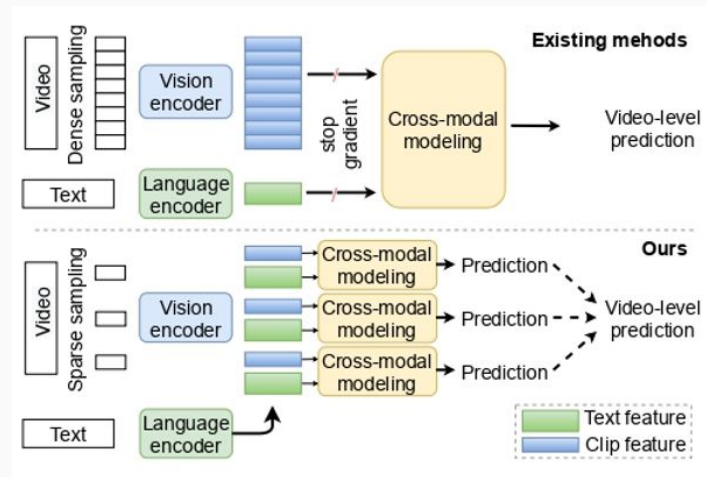 Existing mehods
Video
Dense sampling
Vision
encoder
stop
gradient
Cross-modal
modeling
Video-level
prediction
Text
Language
encoder
Ours
Video
Sparse sampling
Vision
encoder
Cross-modal
modeling
Prediction
Cross-modal
modeling
Prediction
Cross-modal
modeling
Prediction
Video-level
prediction
Text
Language
encoder
Text feature
Clip feature